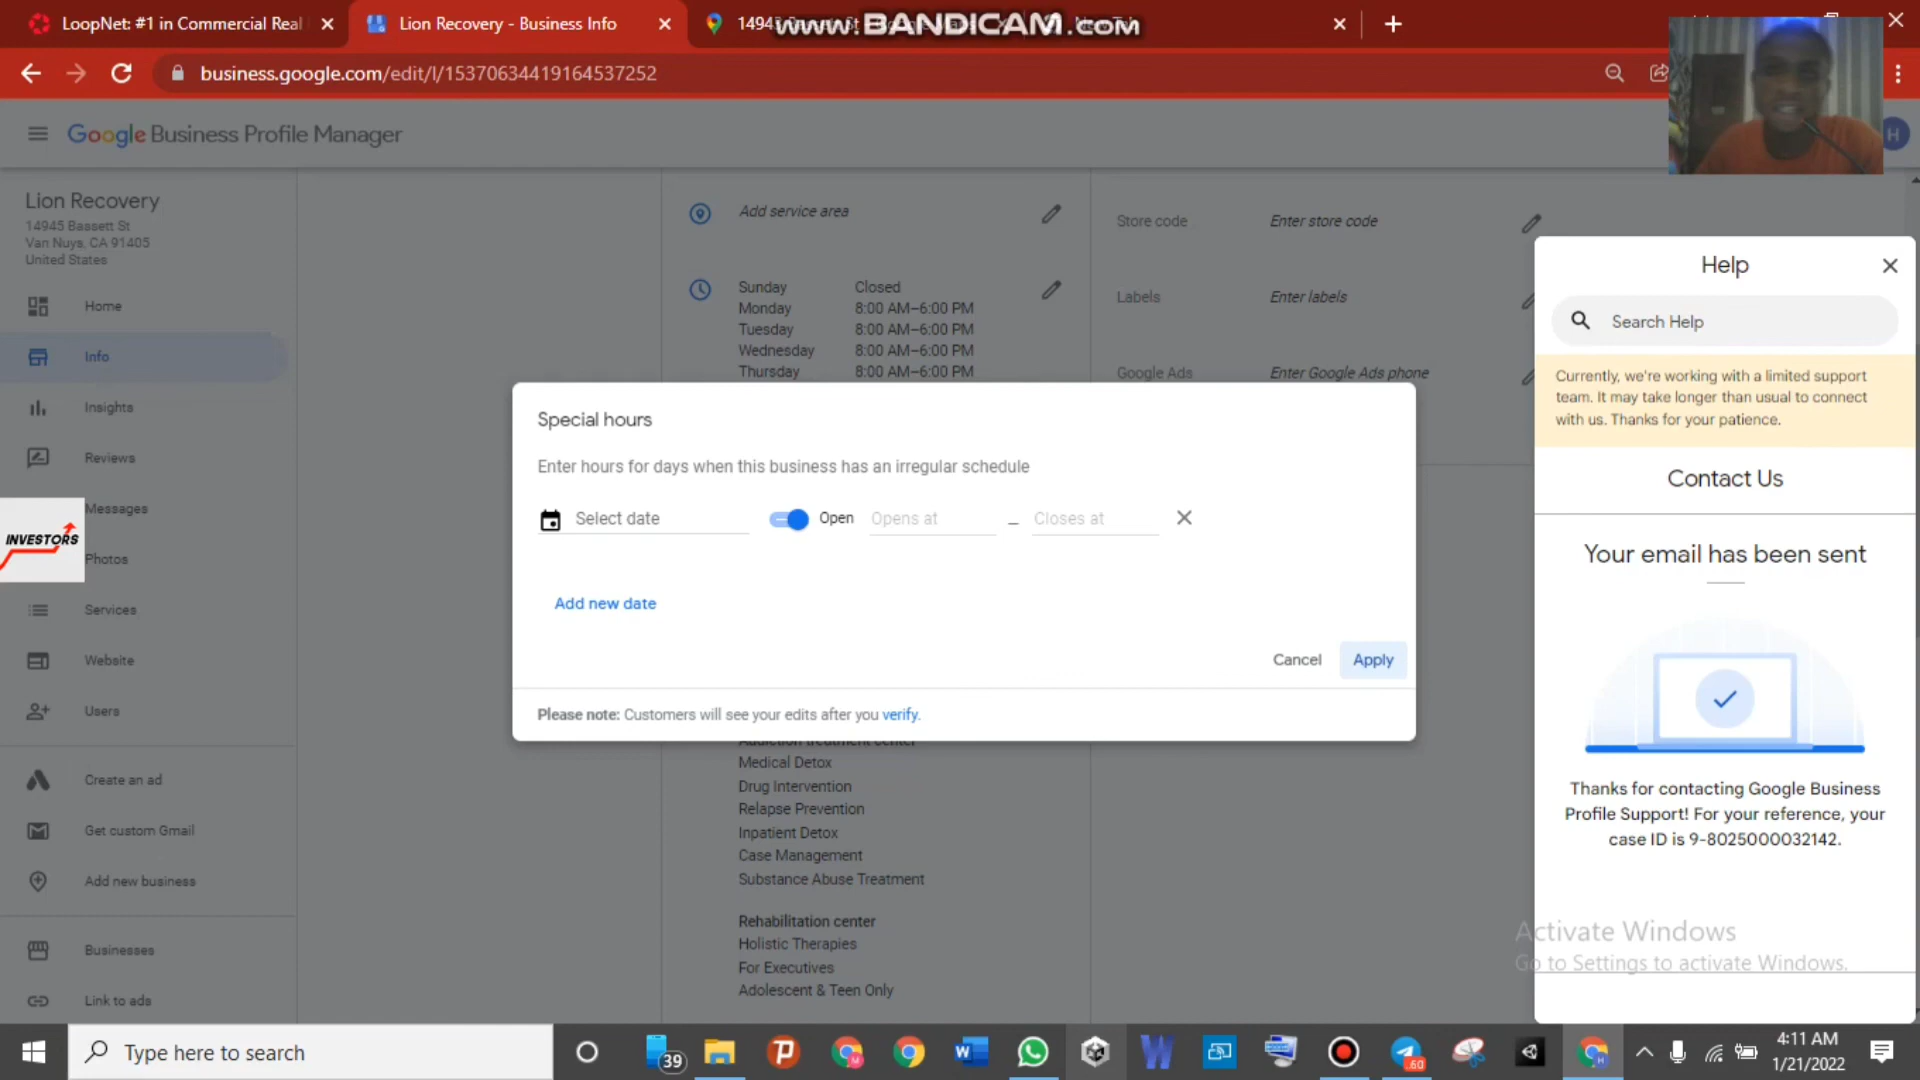 LoopNet: #1 in Commercial Real
Lion Recovery - Business Info
www.BANDICAM.com
business.google.com/edit/l/15370634419164537252
Google Business Profile Manager
H
Lion Recovery
14945 Bassett St
Van Nuys, CA 91405
United States
Home
Info
Insights
Reviews
Messages
INVESTORS
Photos
Services
Website
Users
Create an ad
Get custom Gmail
Add new business
Businesses
Link to ads
Add service area
Sunday Closed
Monday 8:00 AM–6:00 PM
Tuesday 8:00 AM–6:00 PM
Wednesday 8:00 AM–6:00 PM
Thursday 8:00 AM–6:00 PM
Store code Enter store code
Labels Enter labels
Google Ads Enter Google Ads phone
Special hours
Enter hours for days when this business has an irregular schedule
Select date Open Opens at – Closes at
Add new date
Cancel Apply
Please note: Customers will see your edits after you verify.
Addiction treatment center
Medical Detox
Drug Intervention
Relapse Prevention
Inpatient Detox
Case Management
Substance Abuse Treatment
Rehabilitation center
Holistic Therapies
For Executives
Adolescent & Teen Only
Help
Search Help
Currently, we're working with a limited support
team. It may take longer than usual to connect
with us. Thanks for your patience.
Contact Us
Your email has been sent
Thanks for contacting Google Business
Profile Support! For your reference, your
case ID is 9-8025000032142.
Activate Windows
Go to Settings to activate Windows.
Type here to search
39
60
4:11 AM
1/21/2022